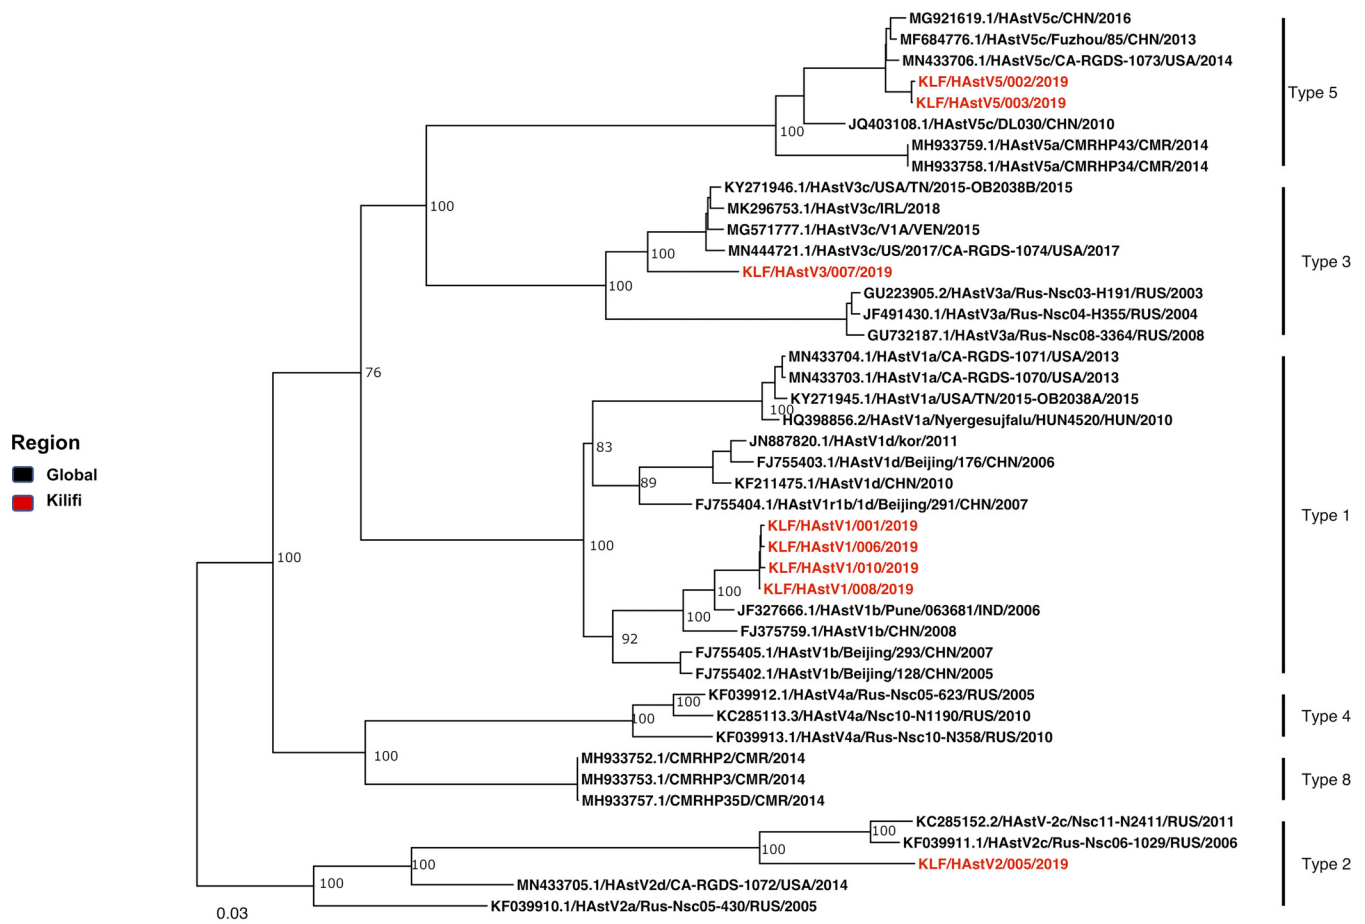 MG921619.1/HAstV5c/CHN/2016
MF684776.1/HAstV5c/Fuzhou/85/CHN/2013
MN433706.1/HAstV5c/CA-RGDS-1073/USA/2014
KLF/HAstV5/002/2019
Type 5
KLF/HAstV5/003/2019
JQ403108.1/HAstV5c/DL030/CHN/2010
100
MH933759.1/HAstV5a/CMRHP43/CMR/2014
MH933758.1/HAstV5a/CMRHP34/CMR/2014
KY271946.1/HAstV3c/USA/TN/2015-OB2038B/2015
100
MK296753.1/HAstV3c/IRL/2018
MG571777.1/HAstV3c/V1A/VEN/2015
MN444721.1/HAstV3c/US/2017/CA-RGDS-1074/USA/2017
100
Type 3
KLF/HAstV3/007/2019
100
GU223905.2/HAstV3a/Rus-Nsc03-H191/RUS/2003
JF491430.1/HAstV3a/Rus-Nsc04-H355/RUS/2004
GU732187.1/HAstV3a/Rus-Nsc08-3364/RUS/2008
MN433704.1/HAstV1a/CA-RGDS-1071/USA/2013
76
MN433703.1/HAstV1a/CA-RGDS-1070/USA/2013
KY271945.1/HAstV1a/USA/TN/2015-OB2038A/2015
100
HQ398856.2/HAstV1a/Nyergesujfalu/HUN4520/HUN/2010
JN887820.1/HAstV1d/kor/2011
83
FJ755403.1/HAstV1d/Beijing/176/CHN/2006
KF211475.1/HAstV1d/CHN/2010
89
FJ755404.1/HAstV1r1b/1d/Beijing/291/CHN/2007
Type 1
KLF/HAstV1/001/2019
100
KLF/HAstV1/006/2019
100
KLF/HAstV1/010/2019
KLF/HAstV1/008/2019
100
JF327666.1/HAstV1b/Pune/063681/IND/2006
100
FJ375759.1/HAstV1b/CHN/2008
92
FJ755405.1/HAstV1b/Beijing/293/CHN/2007
FJ755402.1/HAstV1b/Beijing/128/CHN/2005
KF039912.1/HAstV4a/Rus-Nsc05-623/RUS/2005
100
KC285113.3/HAstV4a/Nsc10-N1190/RUS/2010
100
Type 4
KF039913.1/HAstV4a/Rus-Nsc10-N358/RUS/2010
100
MH933752.1/CMRHP2/CMR/2014
MH933753.1/CMRHP3/CMR/2014
Type 8
MH933757.1/CMRHP35D/CMR/2014
KC285152.2/HAstV-2c/Nsc11-N2411/RUS/2011
100
KF039911.1/HAstV2c/Rus-Nsc06-1029/RUS/2006
100
KLF/HAstV2/005/2019
100
Type 2
MN433705.1/HAstV2d/CA-RGDS-1072/USA/2014
100
KF039910.1/HAstV2a/Rus-Nsc05-430/RUS/2005
0.03
Region
Global
Kilifi